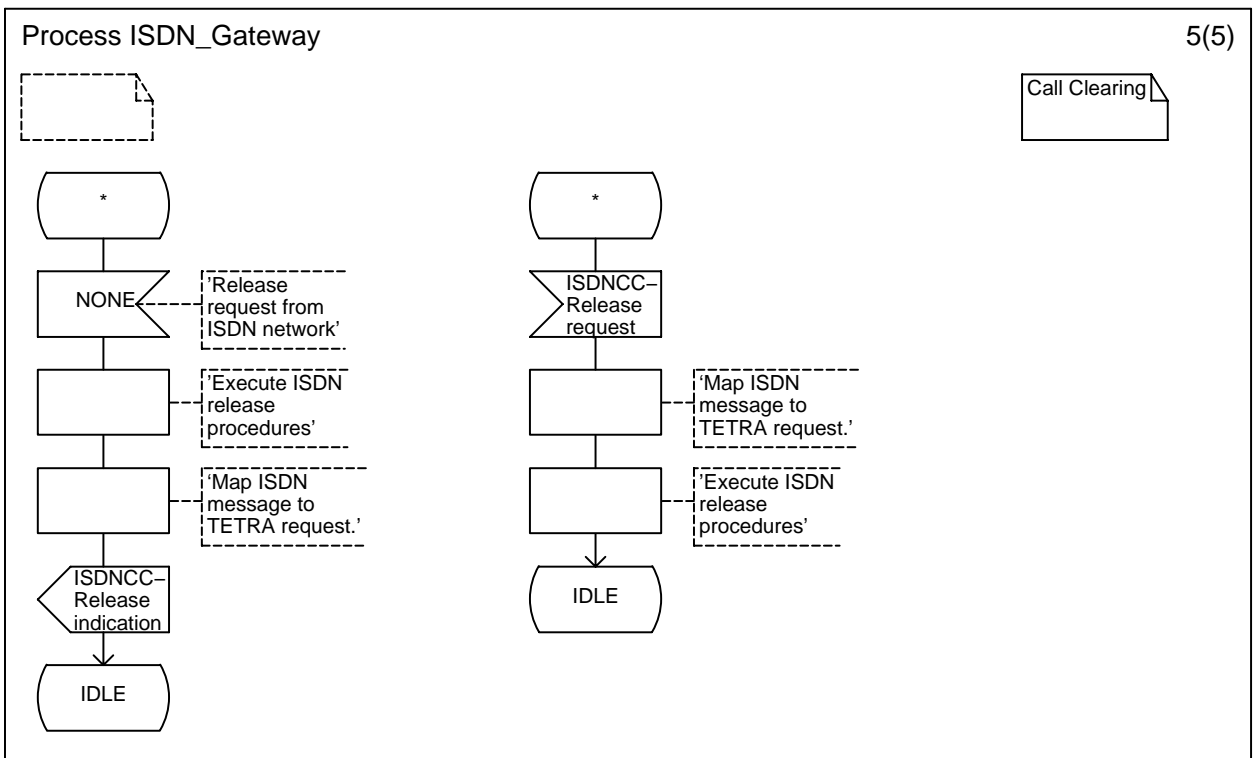 Process ISDN_Gateway
5(5)
Call Clearing
*
NONE
'Release
request from
ISDN network'
'Execute ISDN
release
procedures'
'Map ISDN
message to
TETRA request.'
ISDNCC–
Release
indication
IDLE
*
ISDNCC–
Release
request
'Map ISDN
message to
TETRA request.'
'Execute ISDN
release
procedures'
IDLE